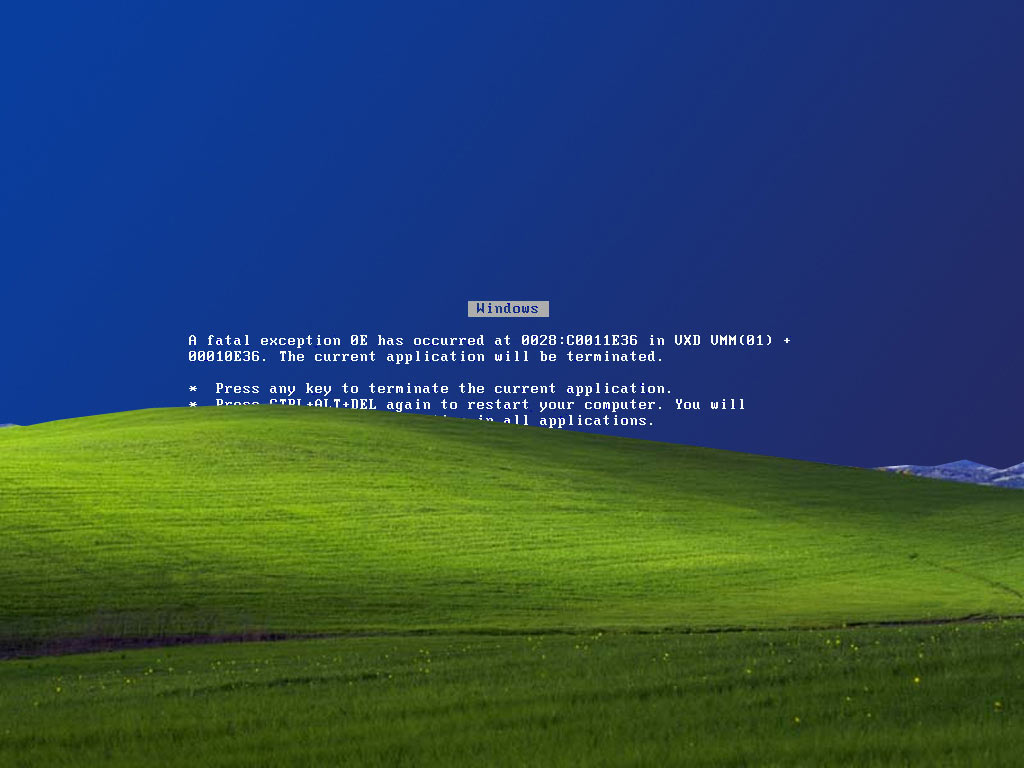 Windows
A fatal exception 0E has occurred at 0028:C0011E36 in VXD VMM(01) +
00010E36. The current application will be terminated.
* Press any key to terminate the current application.
* Press CTRL+ALT+DEL again to restart your computer. You will
in all applications.